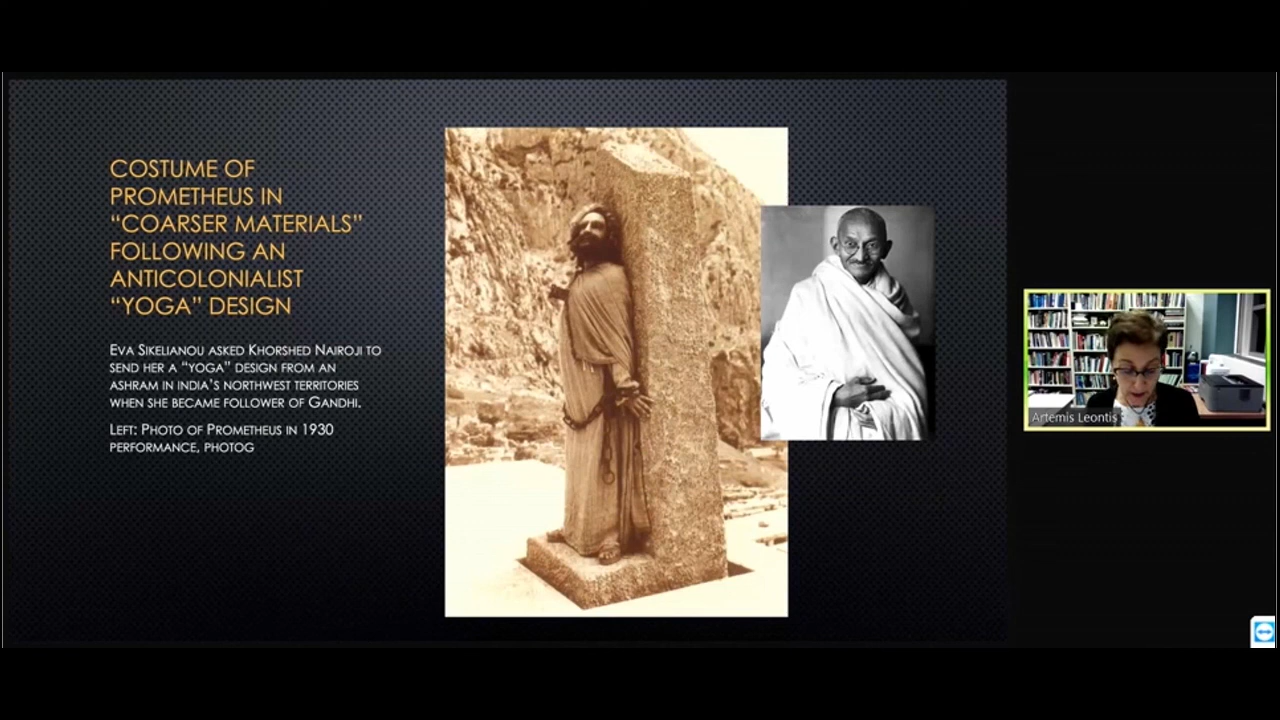 COSTUME OF
PROMETHEUS IN
“COARSER MATERIALS”
FOLLOWING AN
ANTICOLONIALIST
“YOGA” DESIGN
EVA SIKELIANOU ASKED KHORSHED NAIROJI TO
SEND HER A “YOGA” DESIGN FROM AN
ASHRAM IN INDIA’S NORTHWEST TERRITORIES
WHEN SHE BECAME FOLLOWER OF GANDHI.
LEFT: PHOTO OF PROMETHEUS IN 1930
PERFORMANCE, PHOTOG
Artemis Leontis